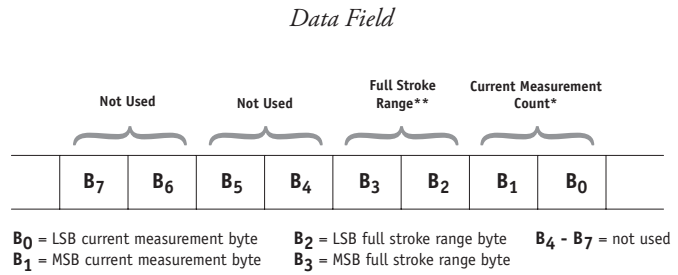 Data Field
Full Stroke Current Measurement
Not Used Not Used Range** Count*
B7 B6 B5 B4 B3 B2 B1 B0
B0 = LSB current measurement byte B2 = LSB full stroke range byte B4 - B7 = not used
B1 = MSB current measurement byte B3 = MSB full stroke range byte